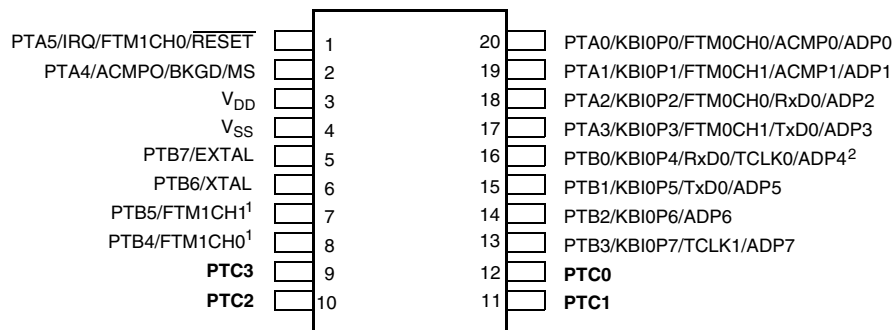 PTA5/IRQ/FTM1CH0/RESET 1 20 PTA0/KBI0P0/FTM0CH0/ACMP0/ADP0
PTA4/ACMPO/BKGD/MS 2 19 PTA1/KBI0P1/FTM0CH1/ACMP1/ADP1
VDD 3 18 PTA2/KBI0P2/FTM0CH0/RxD0/ADP2
VSS 4 17 PTA3/KBI0P3/FTM0CH1/TxD0/ADP3
PTB7/EXTAL 5 16 PTB0/KBI0P4/RxD0/TCLK0/ADP4²
PTB6/XTAL 6 15 PTB1/KBI0P5/TxD0/ADP5
PTB5/FTM1CH1¹ 7 14 PTB2/KBI0P6/ADP6
PTB4/FTM1CH0¹ 8 13 PTB3/KBI0P7/TCLK1/ADP7
PTC3 9 12 PTC0
PTC2 10 11 PTC1